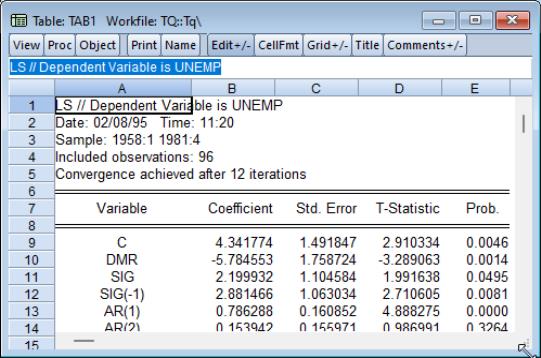 Table: TAB1 Workfile: TQ::Tq\
View Proc Object Print Name Edit+/- CellFmt Grid+/- Title Comments+/-
LS // Dependent Variable is UNEMP
A B C D E
1 LS // Dependent Variable is UNEMP
2 Date: 02/08/95 Time: 11:20
3 Sample: 1958:1 1981:4
4 Included observations: 96
5 Convergence achieved after 12 iterations
6
7 Variable Coefficient Std. Error T-Statistic Prob.
8
9 C 4.341774 1.491847 2.910334 0.0046
10 DMR -5.784553 1.758724 -3.289063 0.0014
11 SIG 2.199932 1.104584 1.991638 0.0495
12 SIG(-1) 2.881466 1.063034 2.710605 0.0081
13 AR(1) 0.786288 0.160852 4.888275 0.0000
14 AR(2) 0.153942 0.155971 0.986991 0.3264
15